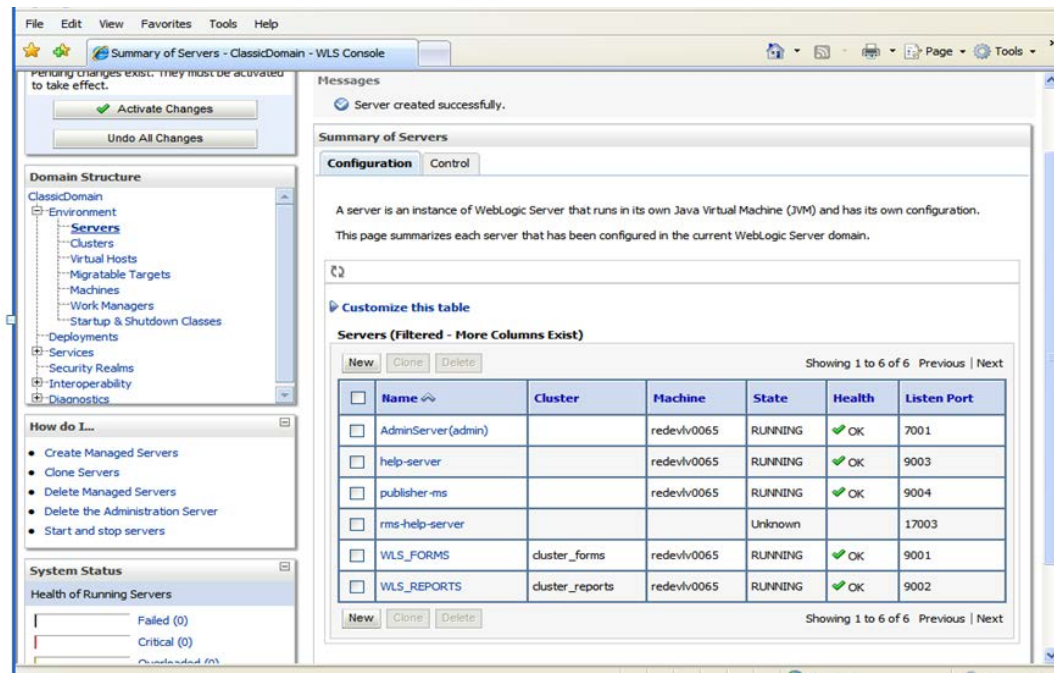 File Edit View Favorites Tools Help
Summary of Servers - ClassicDomain - WLS Console
Page Tools
Pending changes exist. They must be activated
to take effect.
Activate Changes
Undo All Changes
Domain Structure
ClassicDomain
Environment
Servers
Clusters
Virtual Hosts
Migratable Targets
Machines
Work Managers
Startup & Shutdown Classes
Deployments
Services
Security Realms
Interoperability
Diagnostics
How do I...
Create Managed Servers
Clone Servers
Delete Managed Servers
Delete the Administration Server
Start and stop servers
System Status
Health of Running Servers
Failed (0)
Critical (0)
Overloaded (0)
Messages
Server created successfully.
Summary of Servers
Configuration Control
A server is an instance of WebLogic Server that runs in its own Java Virtual Machine (JVM) and has its own configuration.
This page summarizes each server that has been configured in the current WebLogic Server domain.
Customize this table
Servers (Filtered - More Columns Exist)
New Clone Delete Showing 1 to 6 of 6 Previous | Next
Name Cluster Machine State Health Listen Port
AdminServer(admin) redevlv0065 RUNNING OK 7001
help-server redevlv0065 RUNNING OK 9003
publisher-ms redevlv0065 RUNNING OK 9004
rms-help-server Unknown 17003
WLS_FORMS cluster_forms redevlv0065 RUNNING OK 9001
WLS_REPORTS cluster_reports redevlv0065 RUNNING OK 9002
New Clone Delete Showing 1 to 6 of 6 Previous | Next